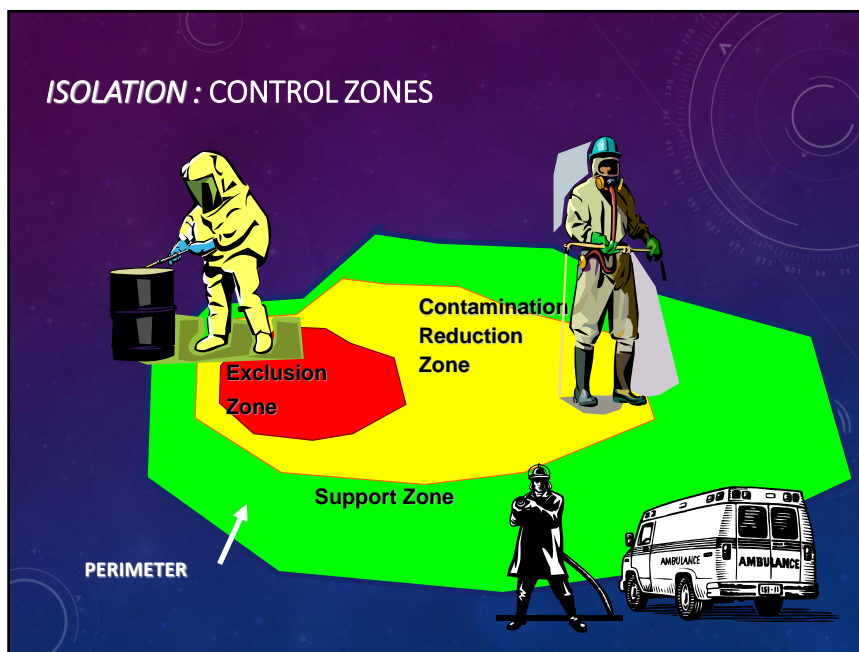 ISOLATION : CONTROL ZONES
Contamination
Reduction
Zone
Exclusion
Zone
Support Zone
PERIMETER
AMBULANCE
AMBULANCE